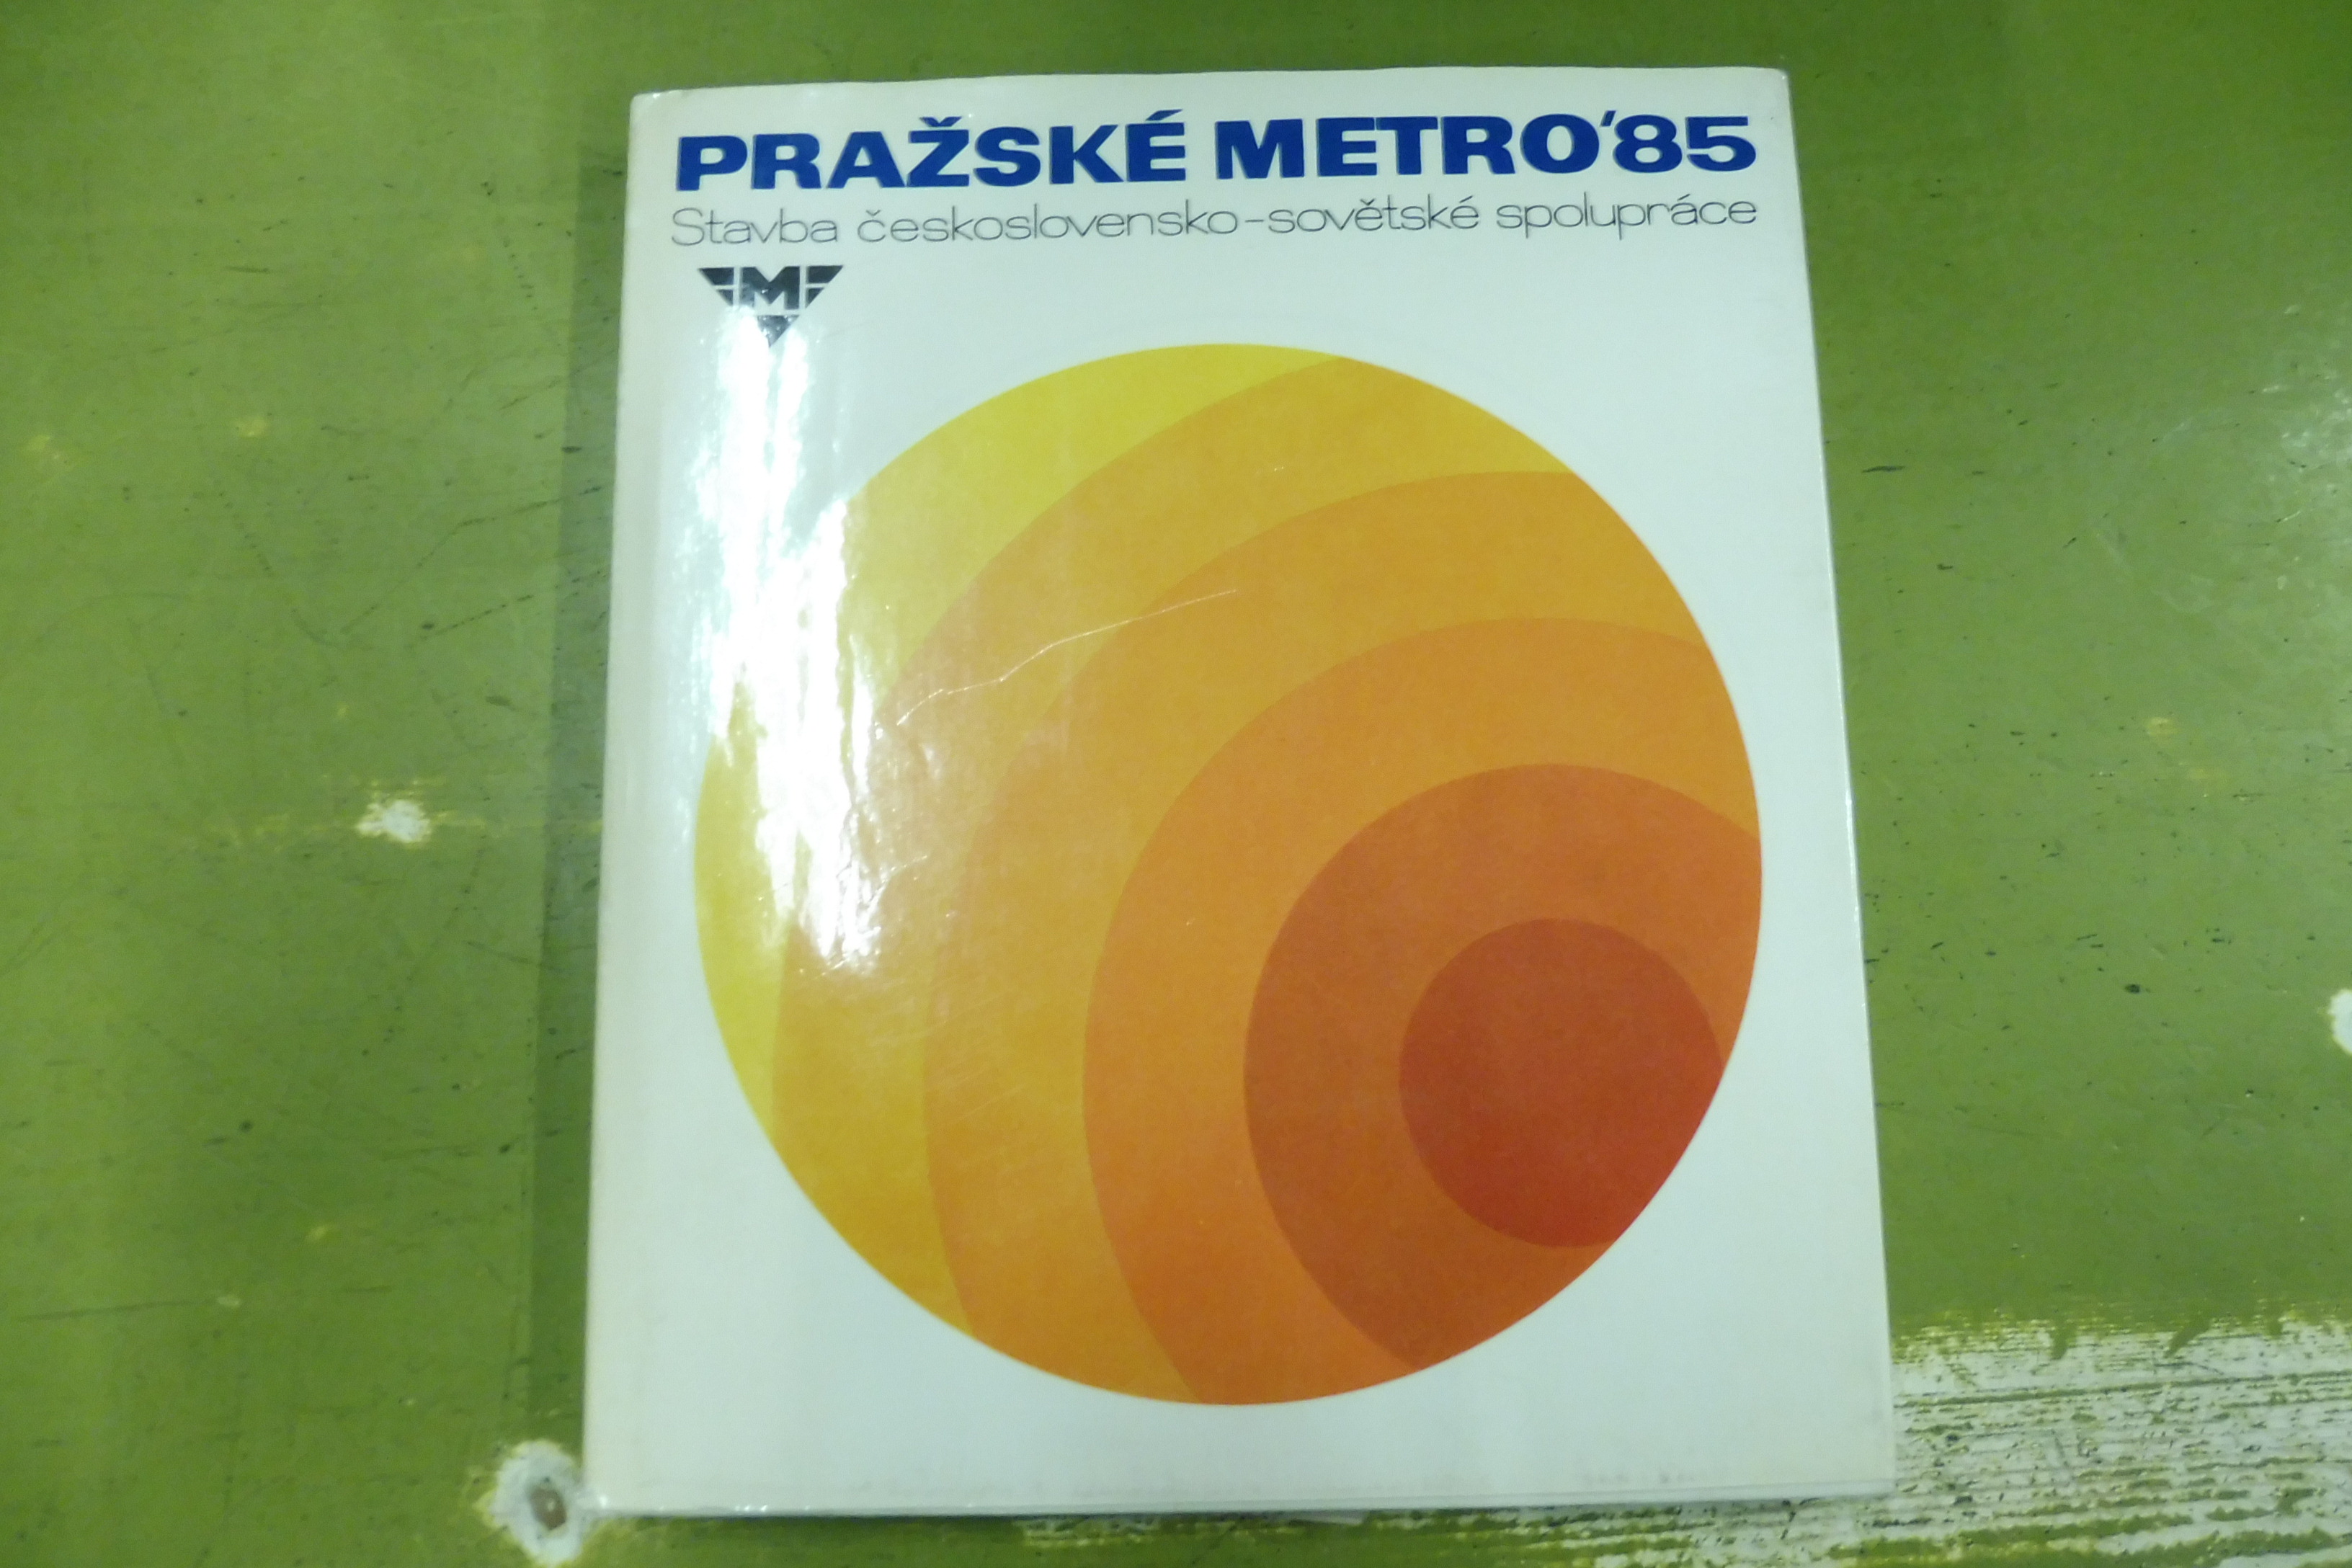 PRAŽSKÉ METRO'85
Stavba československo-sovětské spolupráce
M